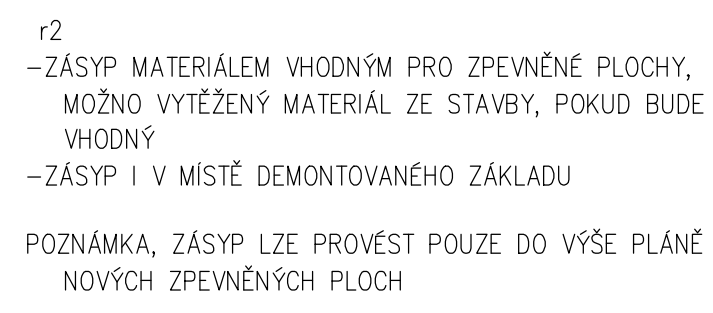 r2
-ZÁSYP MATERIÁLEM VHODNÝM PRO ZPEVNĚNÉ PLOCHY,
MOŽNO VYTĚŽENÝ MATERIÁL ZE STAVBY, POKUD BUDE
VHODNÝ
-ZÁSYP I V MÍSTĚ DEMONTOVANÉHO ZÁKLADU
POZNÁMKA, ZÁSYP LZE PROVÉST POUZE DO VÝŠE PLÁNĚ
NOVÝCH ZPEVNĚNÝCH PLOCH